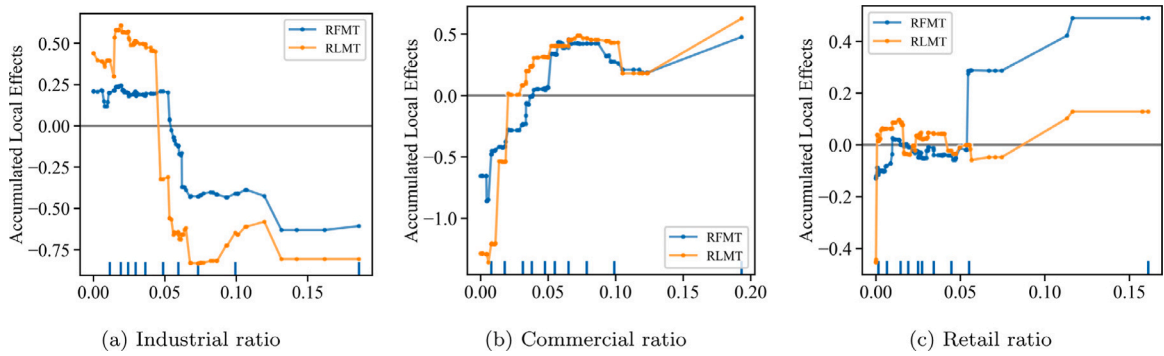 Accumulated Local Effects
0.50
0.25
0.00
−0.25
−0.50
−0.75
RFMT
RLMT
0.00 0.05 0.10 0.15
(a) Industrial ratio
Accumulated Local Effects
0.5
0.0
−0.5
−1.0
RFMT
RLMT
0.00 0.05 0.10 0.15 0.20
(b) Commercial ratio
Accumulated Local Effects
0.4
0.2
0.0
−0.2
−0.4
RFMT
RLMT
0.00 0.05 0.10 0.15
(c) Retail ratio